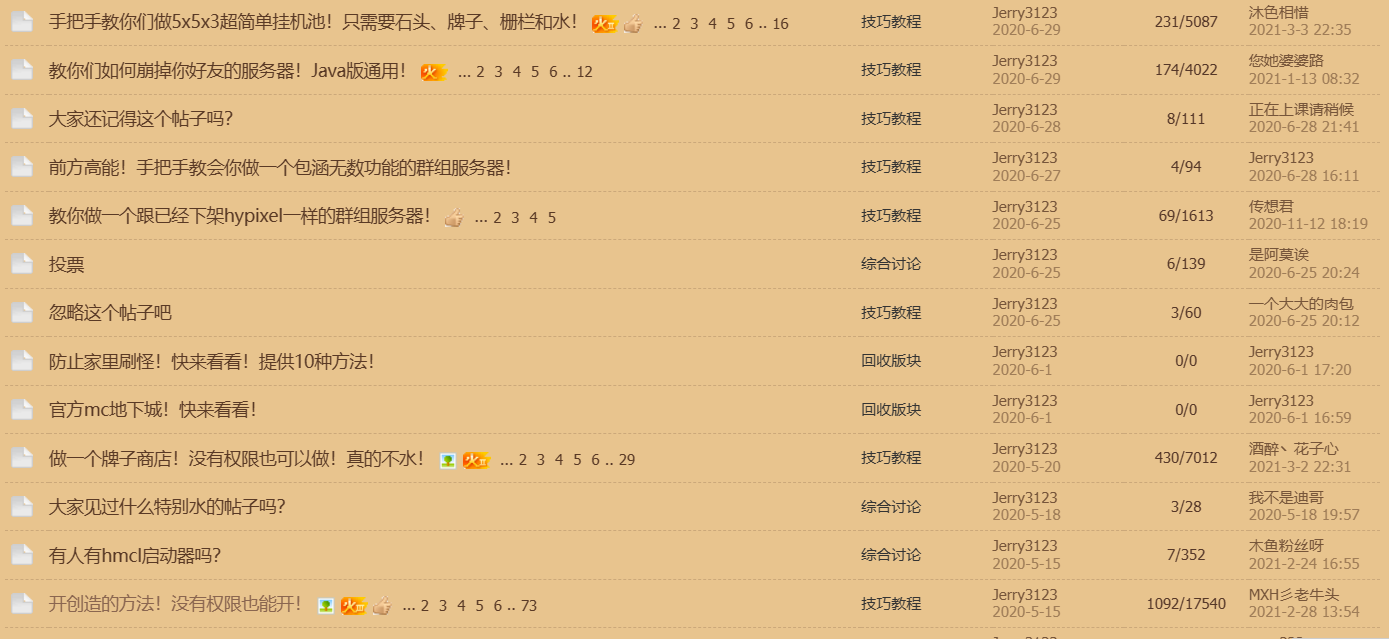 手把手教你们做5x5x3超简单挂机池！只需要石头、牌子、栅栏和水！ 火 ... 2 3 4 5 6 .. 16 技巧教程 Jerry3123 231/5087 沐色相惜
2020-6-29 2021-3-3 22:35
教你们如何崩掉你好友的服务器！Java版通用！ 火 ... 2 3 4 5 6 .. 12 技巧教程 Jerry3123 174/4022 您她婆婆路
2020-6-29 2021-1-13 08:32
大家还记得这个帖子吗？ 技巧教程 Jerry3123 8/111 正在上课请稍候
2020-6-28 2020-6-28 21:41
前方高能！手把手教会你做一个包涵无数功能的群组服务器！ 技巧教程 Jerry3123 4/94 Jerry3123
2020-6-27 2020-6-28 16:11
教你做一个跟已经下架hypixel一样的群组服务器！ ... 2 3 4 5 技巧教程 Jerry3123 69/1613 传想君
2020-6-25 2020-11-12 18:19
投票 综合讨论 Jerry3123 6/139 是阿莫诶
2020-6-25 2020-6-25 20:24
忽略这个帖子吧 技巧教程 Jerry3123 3/60 一个大大的肉包
2020-6-25 2020-6-25 20:12
防止家里刷怪！快来看看！提供10种方法！ 回收版块 Jerry3123 0/0 Jerry3123
2020-6-1 2020-6-1 17:20
官方mc地下城！快来看看！ 回收版块 Jerry3123 0/0 Jerry3123
2020-6-1 2020-6-1 16:59
做一个牌子商店！没有权限也可以做！真的不水！ 火 ... 2 3 4 5 6 .. 29 技巧教程 Jerry3123 430/7012 酒醉丶花子心
2020-5-20 2021-3-2 22:31
大家见过什么特别水的帖子吗？ 综合讨论 Jerry3123 3/28 我不是迪哥
2020-5-18 2020-5-18 19:57
有人有hmcl启动器吗？ 综合讨论 Jerry3123 7/352 木鱼粉丝呀
2020-5-15 2021-2-24 16:55
开创造的方法！没有权限也能开！ 火 ... 2 3 4 5 6 .. 73 技巧教程 Jerry3123 1092/17540 MXH彡老牛头
2020-5-15 2021-2-28 13:54